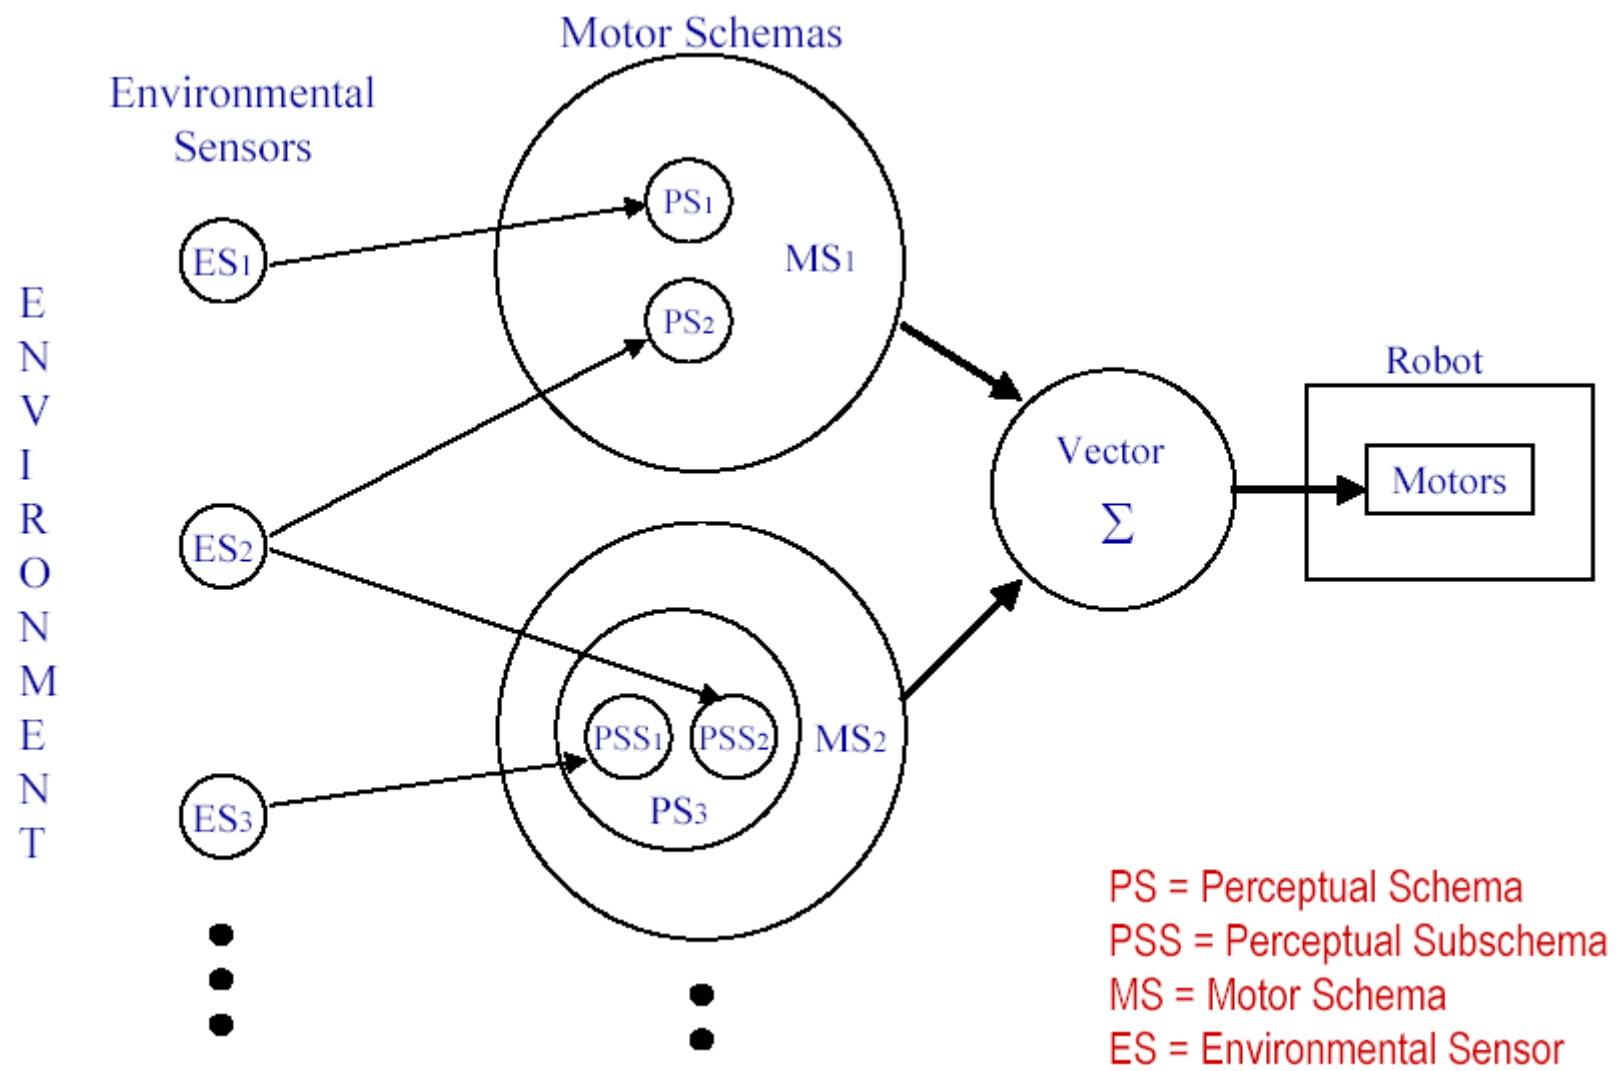 Motor Schemas
Environmental
Sensors
ENVIRONMENT
ES1
ES2
ES3
PS1
PS2
MS1
PSS1
PSS2
PS3
MS2
Vector
Σ
Robot
Motors
PS = Perceptual Schema
PSS = Perceptual Subschema
MS = Motor Schema
ES = Environmental Sensor